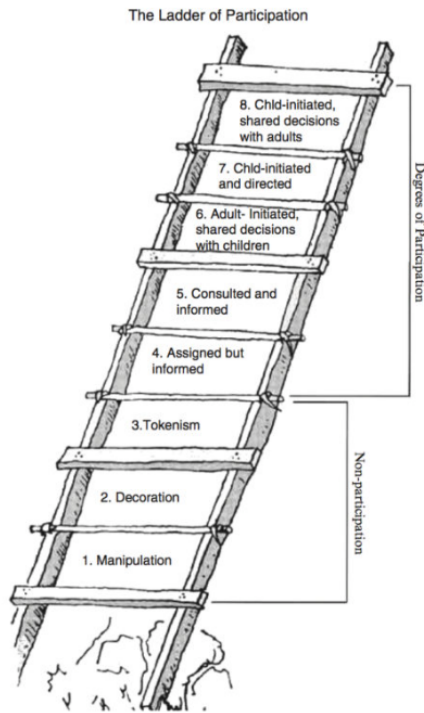 The Ladder of Participation
8. Chld-initiated,
shared decisions
with adults
7. Chld-initiated
and directed
6. Adult- Initiated,
shared decisions
with children
5. Consulted and
informed
4. Assigned but
informed
3.Tokenism
2. Decoration
1. Manipulation
Degrees of Participation
Non-participation